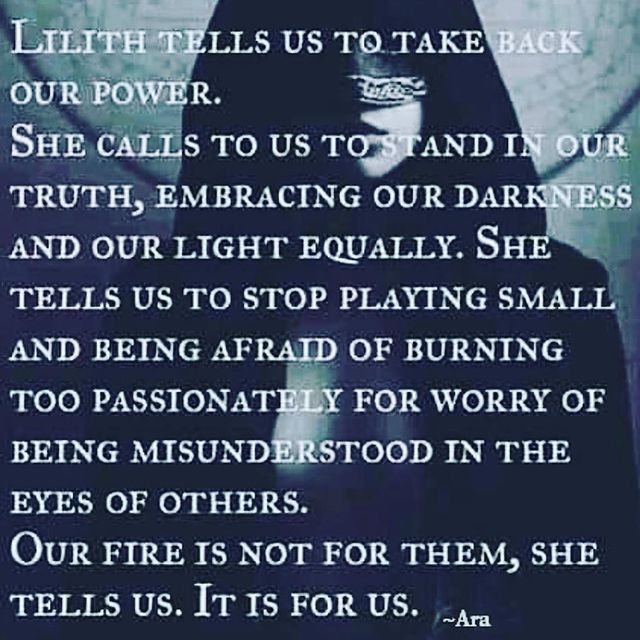 Lilith tells us to take back
our power.
She calls to us to stand in our
truth, embracing our darkness
and our light equally. She
tells us to stop playing small
and being afraid of burning
too passionately for worry of
being misunderstood in the
eyes of others.
Our fire is not for them, she
tells us. It is for us.
~Ara